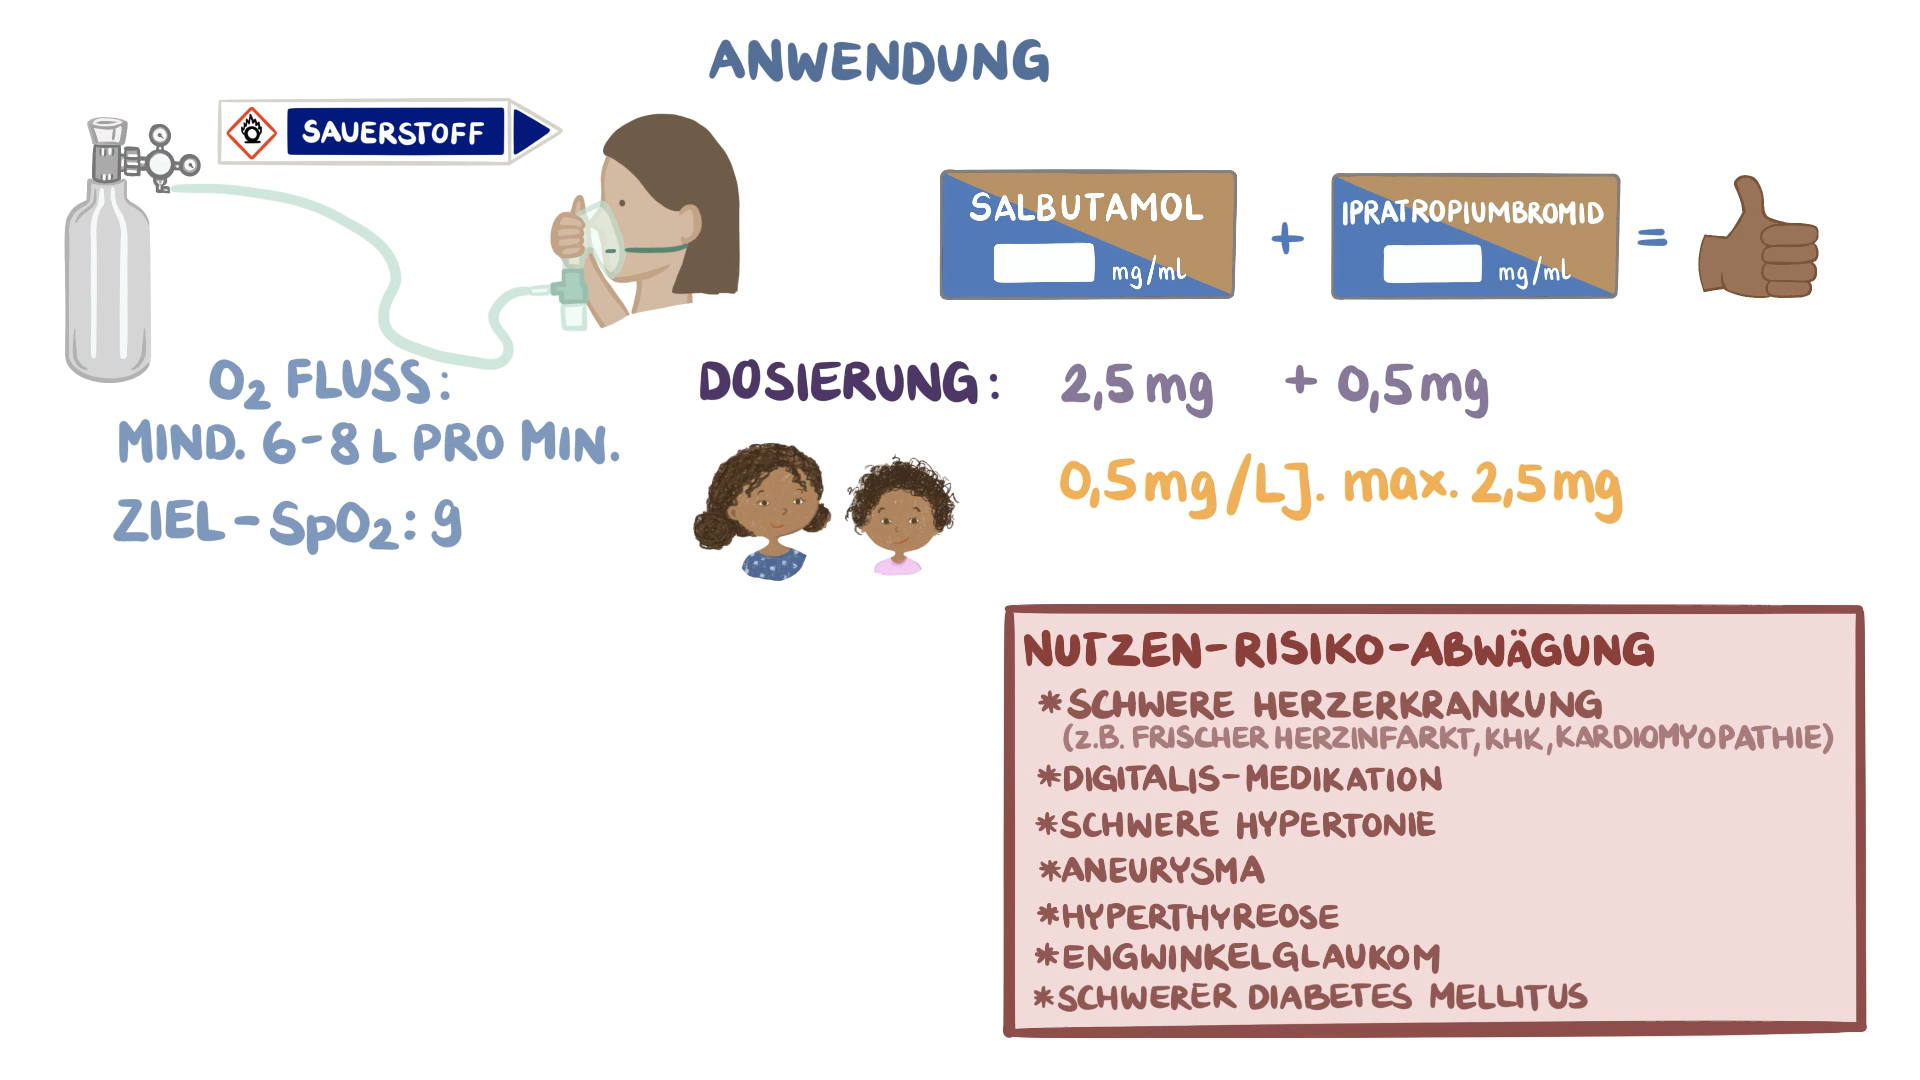 ANWENDUNG
SAUERSTOFF
SALBUTAMOL
mg/ml
+
IPRATROPIUMBROMID
mg/ml
=
O₂ FLUSS:
MIND. 6-8 L PRO MIN.
ZIEL-SpO₂: 9
DOSIERUNG: 2,5 mg + 0,5 mg
0,5 mg/LJ. max. 2,5 mg
NUTZEN-RISIKO-ABWÄGUNG
*SCHWERE HERZERKRANKUNG
(Z.B. FRISCHER HERZINFARKT, KHK, KARDIOMYOPATHIE)
*DIGITALIS-MEDIKATION
*SCHWERE HYPERTONIE
*ANEURYSMA
*HYPERTHYREOSE
*ENGWINKELGLAUKOM
*SCHWERER DIABETES MELLITUS